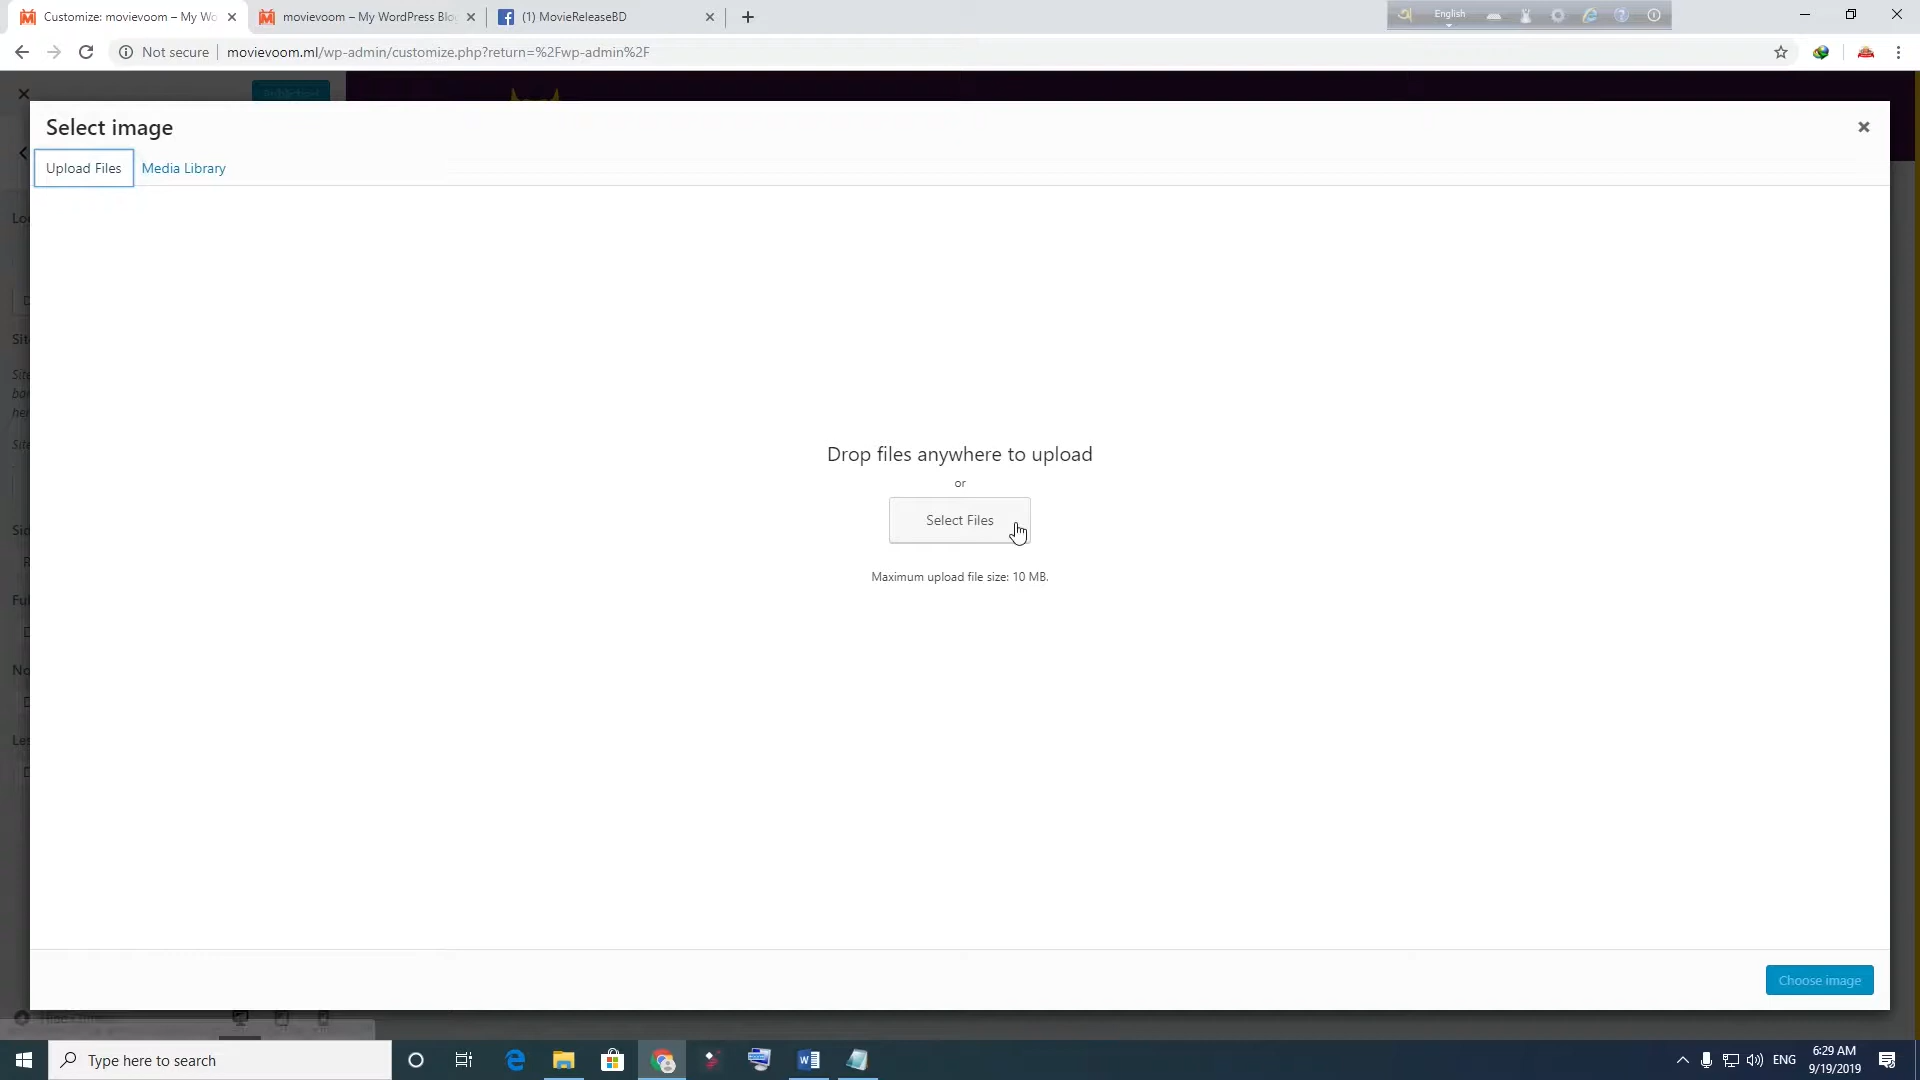 Customize: movievoom – My Wo
movievoom – My WordPress Blo
(1) MovieReleaseBD
English
Not secure
movievoom.ml/wp-admin/customize.php?return=%2Fwp-admin%2F
Select image
Upload Files
Media Library
Drop files anywhere to upload
or
Select Files
Maximum upload file size: 10 MB.
Choose image
Type here to search
ENG
6:29 AM
9/19/2019